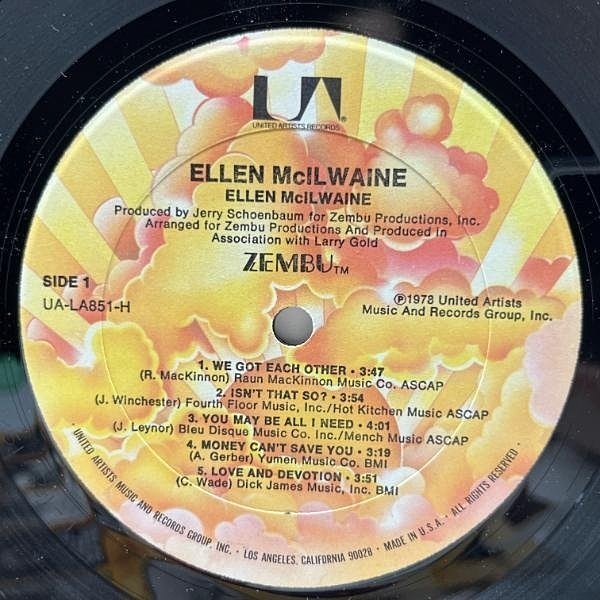 UA®
UNITED ARTISTS RECORDS
ELLEN McILWAINE
ELLEN McILWAINE
Produced by Jerry Schoenbaum for Zembu Productions, Inc.
Arranged for Zembu Productions And Produced in
Association with Larry Gold
ZEMBU™
SIDE 1
UA-LA851-H
℗1978 United Artists
Music And Records Group, Inc.
1. WE GOT EACH OTHER • 3:47
(R. MacKinnon) Raun MacKinnon Music Co. ASCAP
2. ISN'T THAT SO? • 3:54
(J. Winchester) Fourth Floor Music, Inc./Hot Kitchen Music ASCAP
3. YOU MAY BE ALL I NEED • 4:01
(J. Leynor) Bleu Disque Music Co. Inc./Mench Music ASCAP
4. MONEY CAN'T SAVE YOU • 3:19
(A. Gerber) Yumen Music Co. BMI
5. LOVE AND DEVOTION • 3:51
(C. Wade) Dick James Music, Inc. BMI
• UNITED ARTISTS MUSIC AND RECORDS GROUP, INC. • LOS ANGELES, CALIFORNIA 90028 • MADE IN U.S.A. • ALL RIGHTS RESERVED •